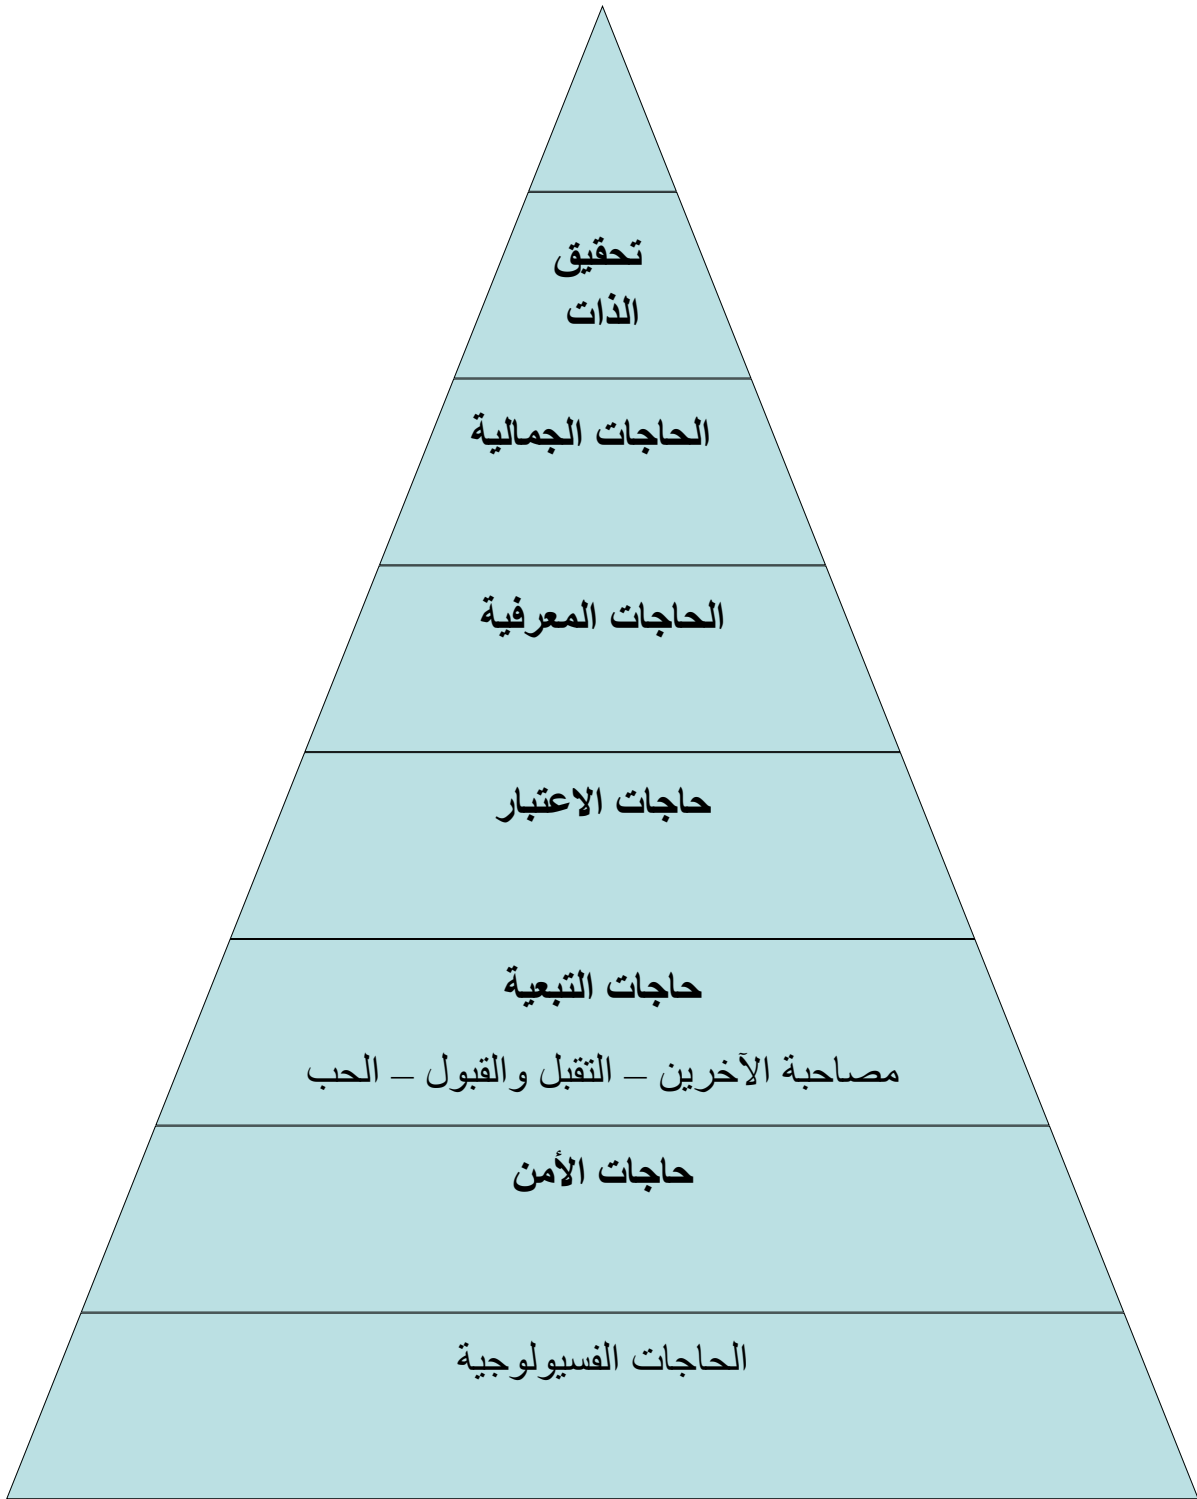 تحقيق
الذات
الحاجات الجمالية
الحاجات المعرفية
حاجات الاعتبار
حاجات التبعية
مصاحبة الآخرين – التقبل والقبول – الحب
حاجات الأمن
الحاجات الفسيولوجية